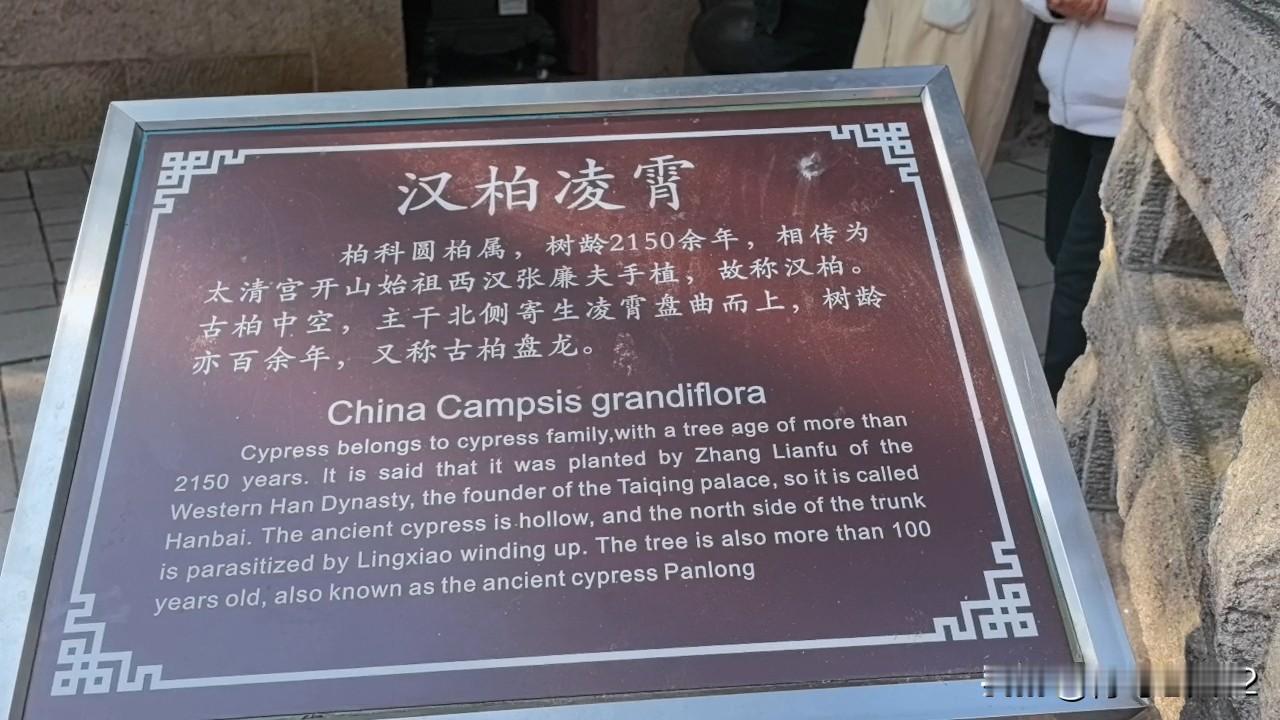 汉柏凌霄
柏科圆柏属，树龄2150余年，相传为
太清宫开山始祖西汉张廉夫手植，故称汉柏。
古柏中空，主干北侧寄生凌霄盘曲而上，树龄
亦百余年，又称古柏盘龙。
China Campsis grandiflora
Cypress belongs to cypress family,with a tree age of more than
2150 years. It is said that it was planted by Zhang Lianfu of the
Western Han Dynasty, the founder of the Taiqing palace, so it is called
Hanbai. The ancient cypress is hollow, and the north side of the trunk
is parasitized by Lingxiao winding up. The tree is also more than 100
years old, also known as the ancient cypress Panlong